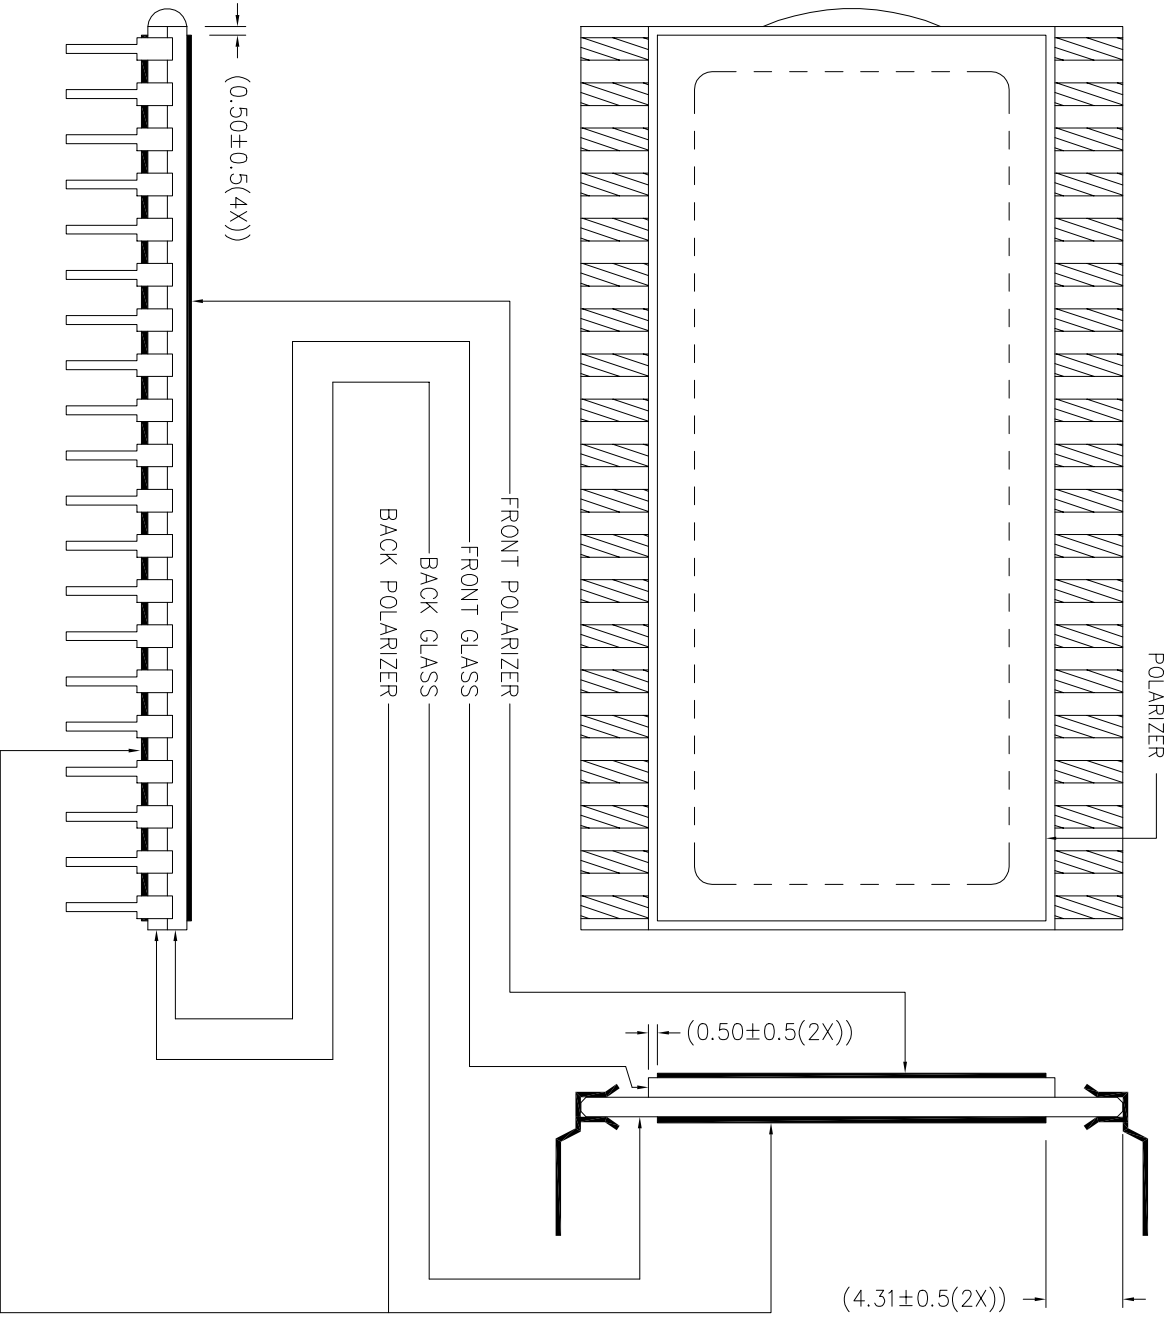 POLARIZER
(0.50±0.5(4X))
FRONT POLARIZER
FRONT GLASS
BACK GLASS
BACK POLARIZER
(0.50±0.5(2X))
(4.31±0.5(2X))